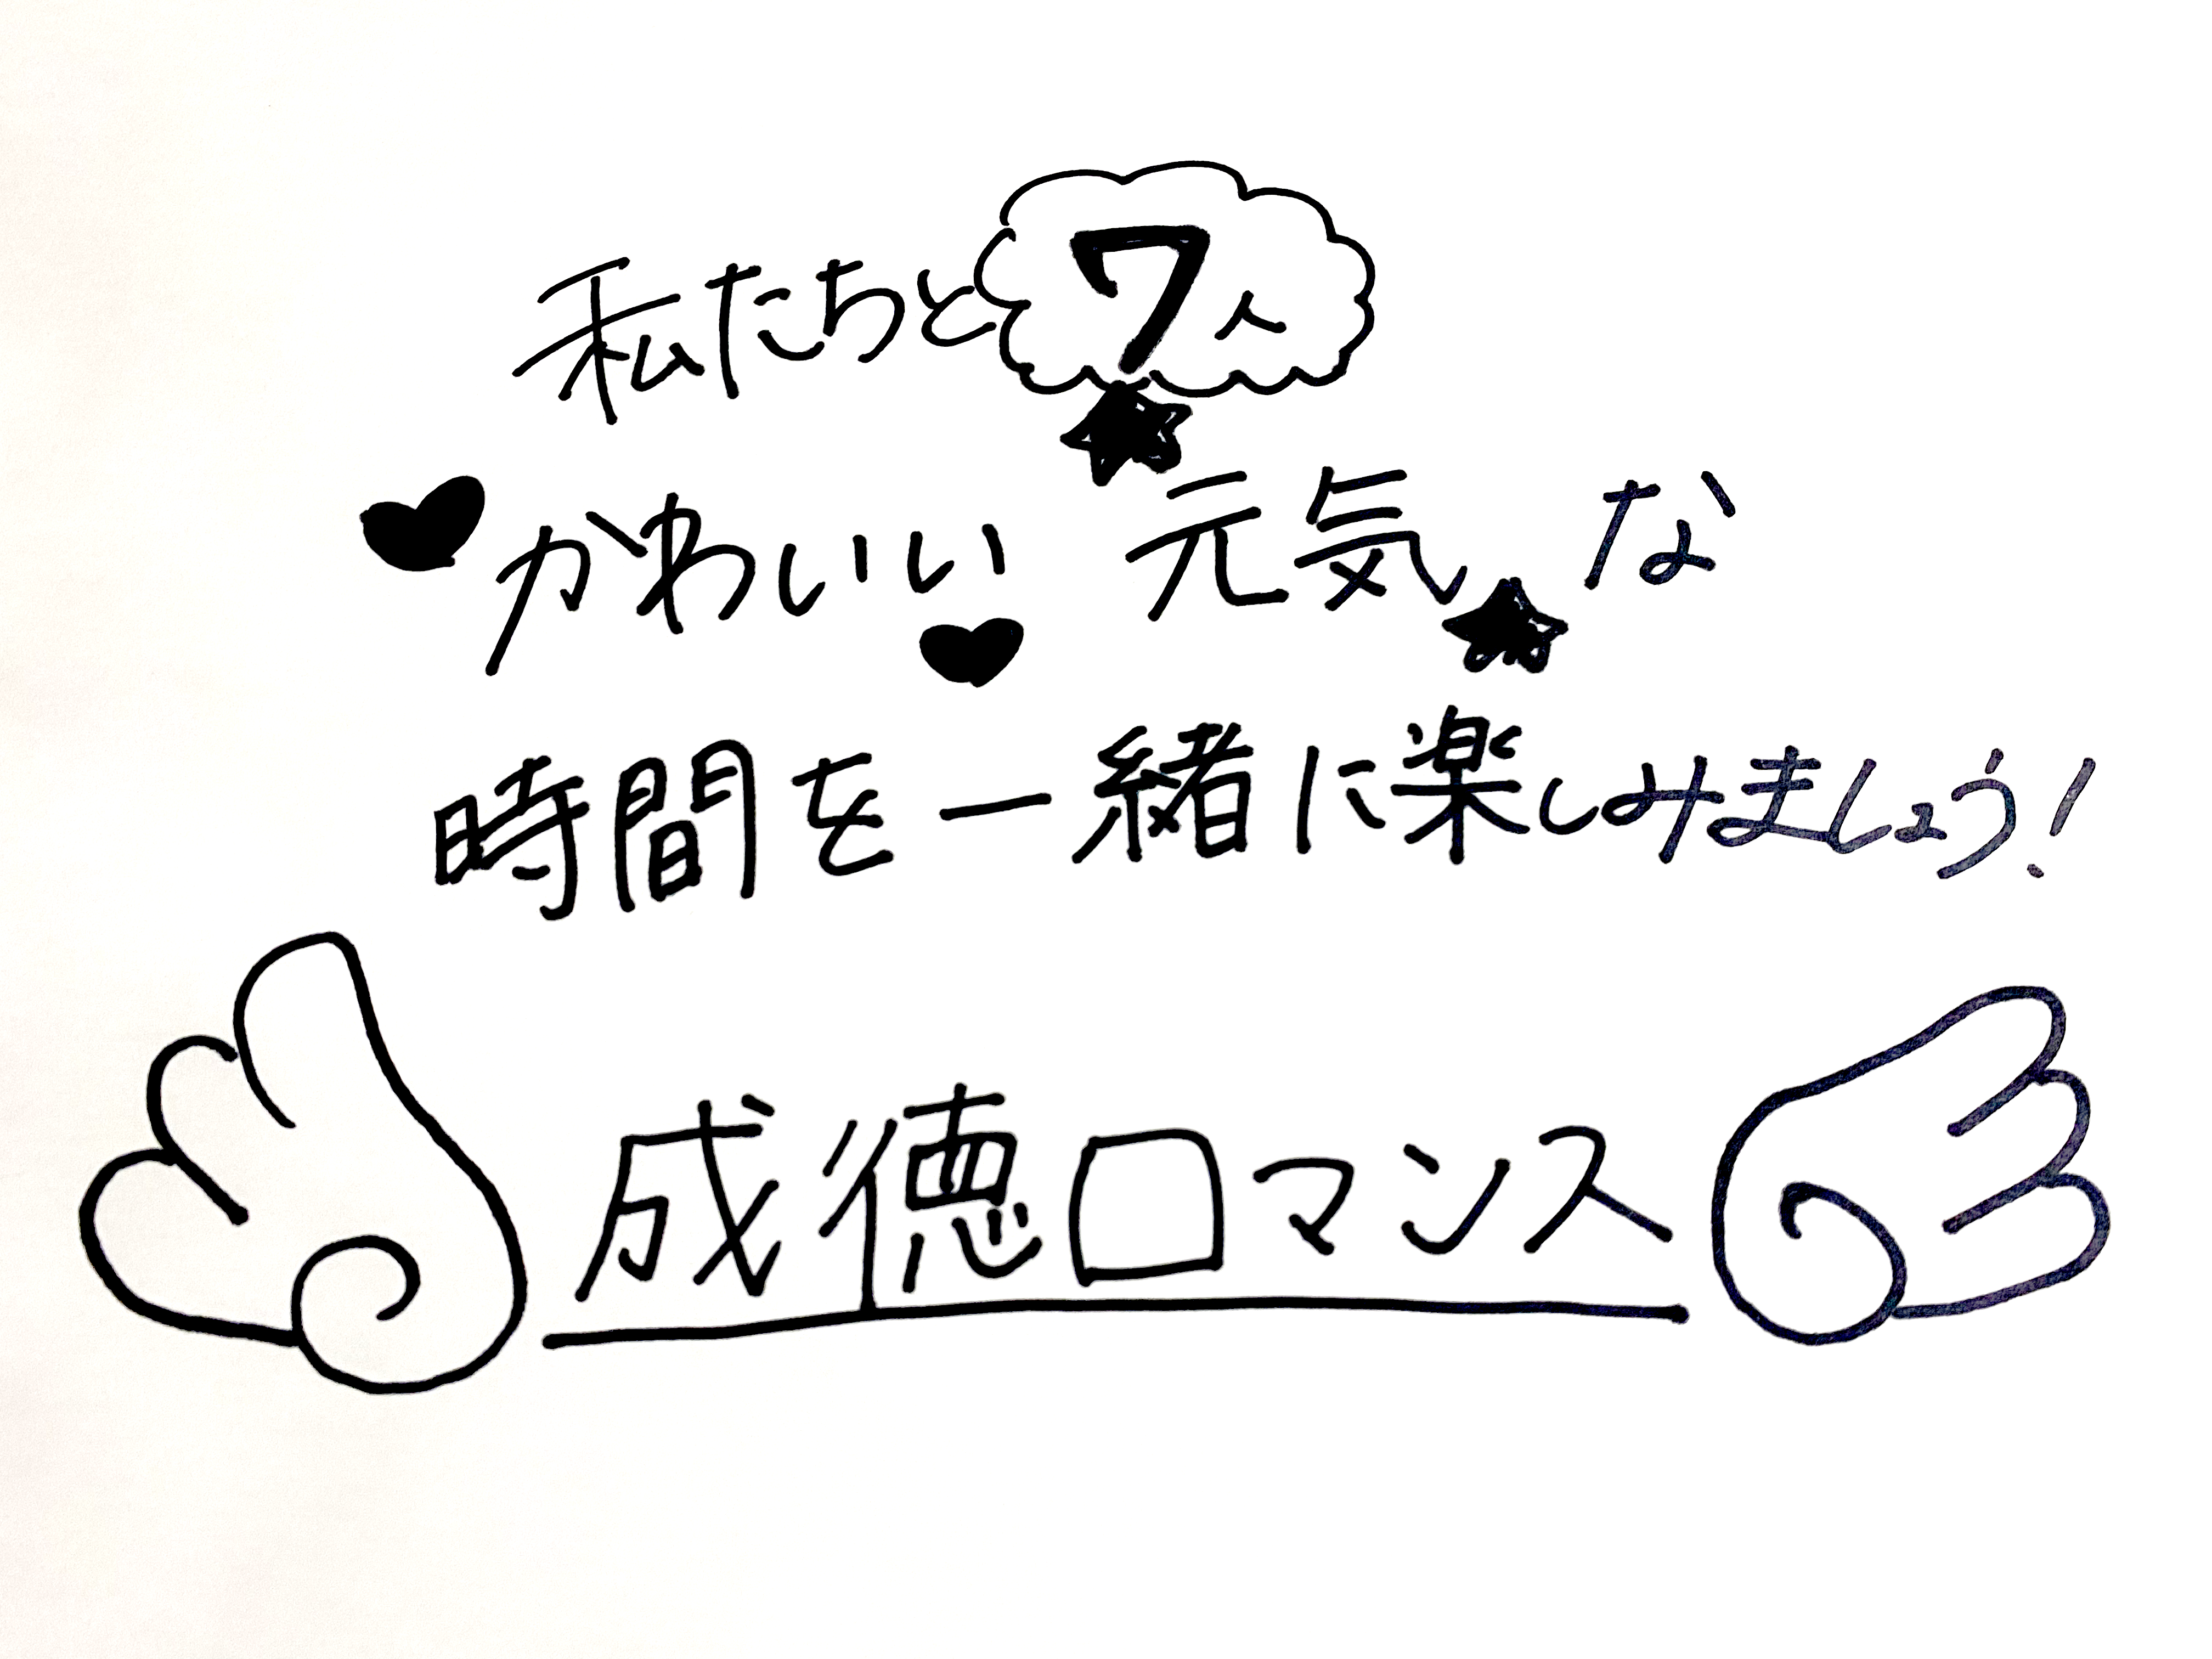 私たちと7人
かわいい 元気な
時間を一緒に楽しみましょう!
成徳ロマンス